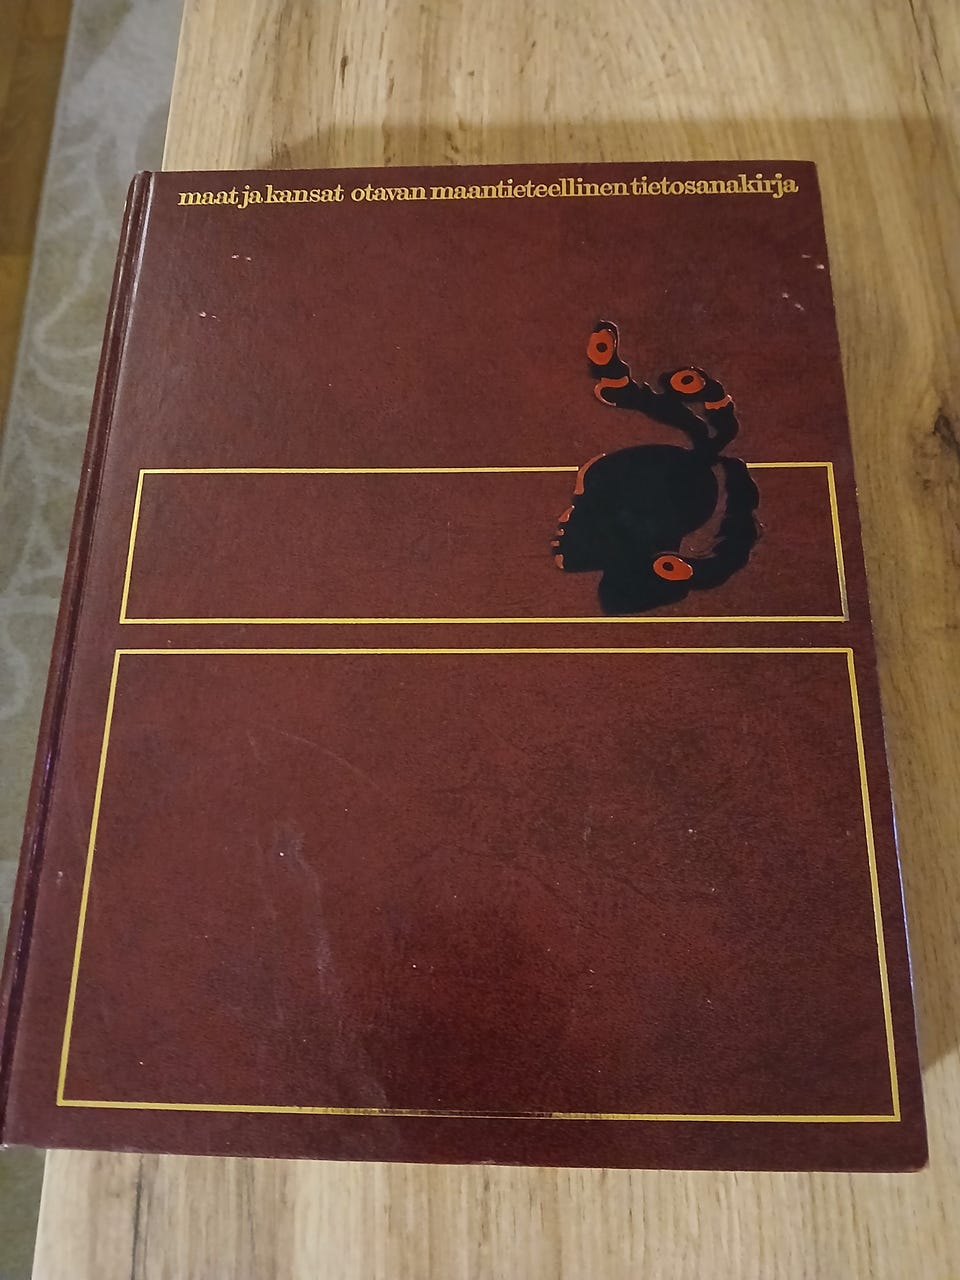 maat ja kansat otavan maantieteellinen tietosanakirja